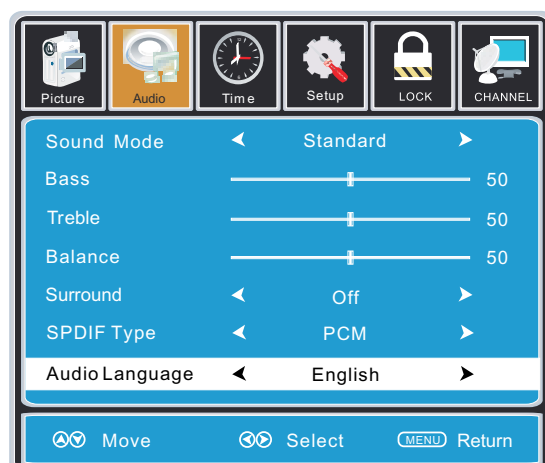 Picture Audio Time Setup LOCK CHANNEL
Sound Mode Standard
Bass 50
Treble 50
Balance 50
Surround Off
SPDIF Type PCM
Audio Language English
Move Select MENU Return